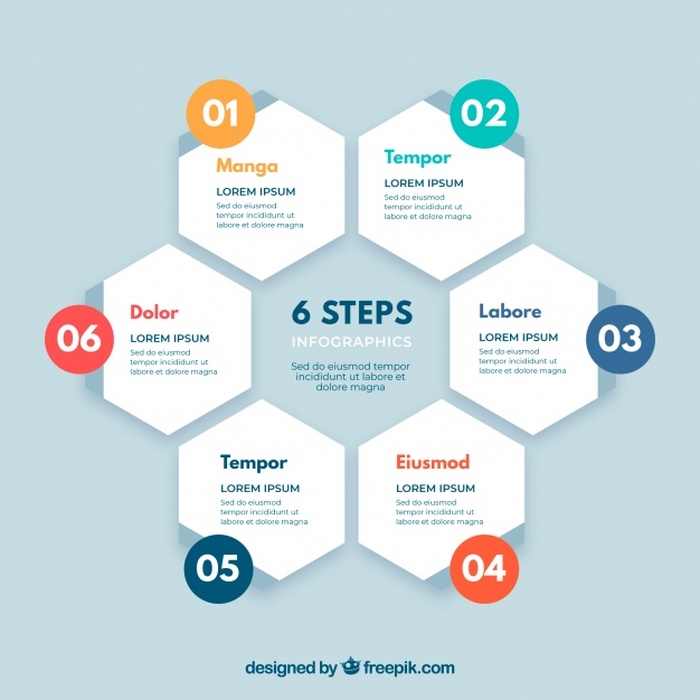 01
Manga
LOREM IPSUM
Sed do eiusmod
tempor incididunt ut
labore et dolore magna
02
Tempor
LOREM IPSUM
Sed do eiusmod
tempor incididunt ut
labore et dolore magna
03
Labore
LOREM IPSUM
Sed do eiusmod
tempor incididunt ut
labore et dolore magna
04
Eiusmod
LOREM IPSUM
Sed do eiusmod
tempor incididunt ut
labore et dolore magna
05
Tempor
LOREM IPSUM
Sed do eiusmod
tempor incididunt ut
labore et dolore magna
06
Dolor
LOREM IPSUM
Sed do eiusmod
tempor incididunt ut
labore et dolore magna
6 STEPS
INFOGRAPHICS
Sed do eiusmod tempor
incididunt ut labore et
dolore magna
designed by freepik.com